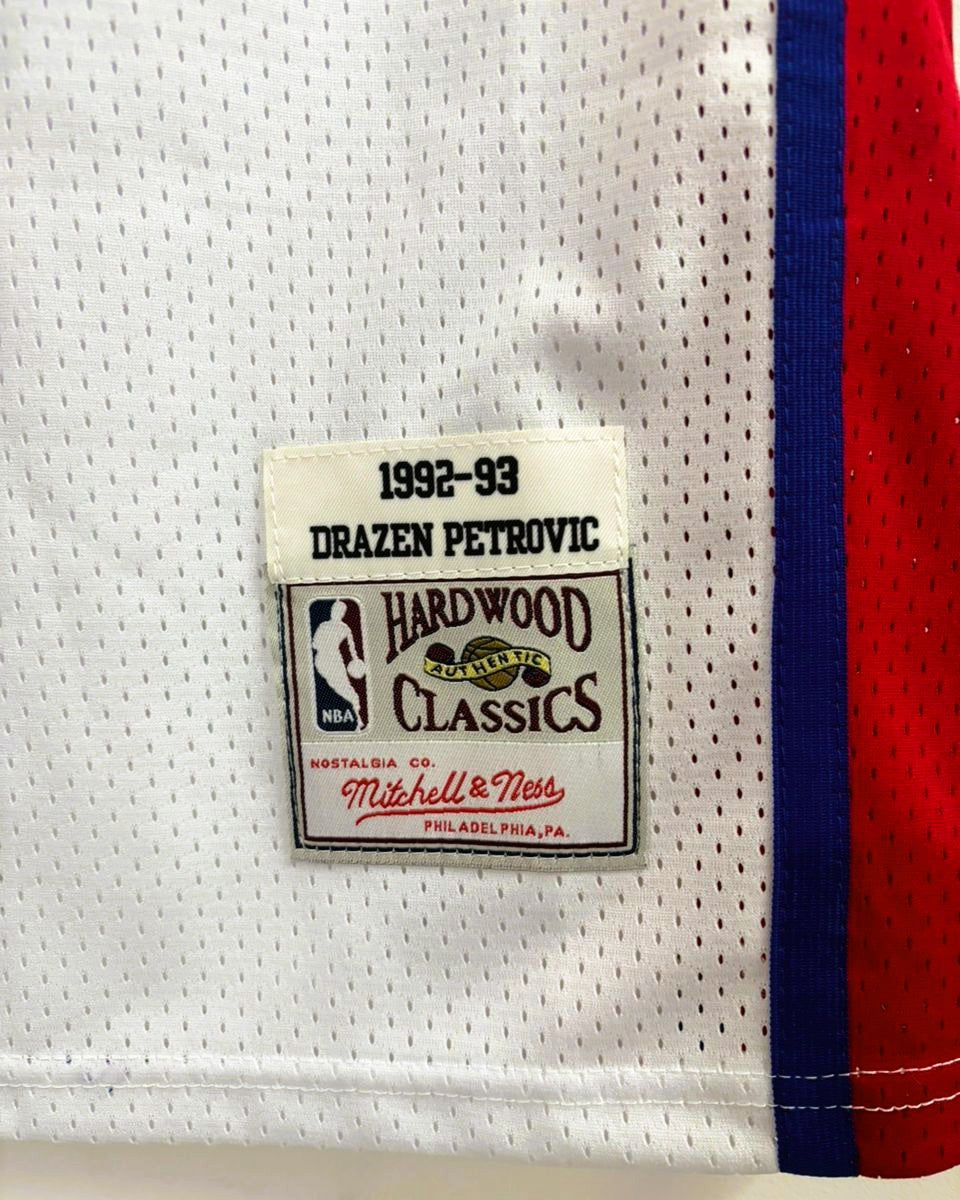 1992-93
DRAZEN PETROVIC
HARDWOOD
AUTHENTIC
CLASSICS
NBA
NOSTALGIA CO.
Mitchell & Ness
PHILADELPHIA, PA.